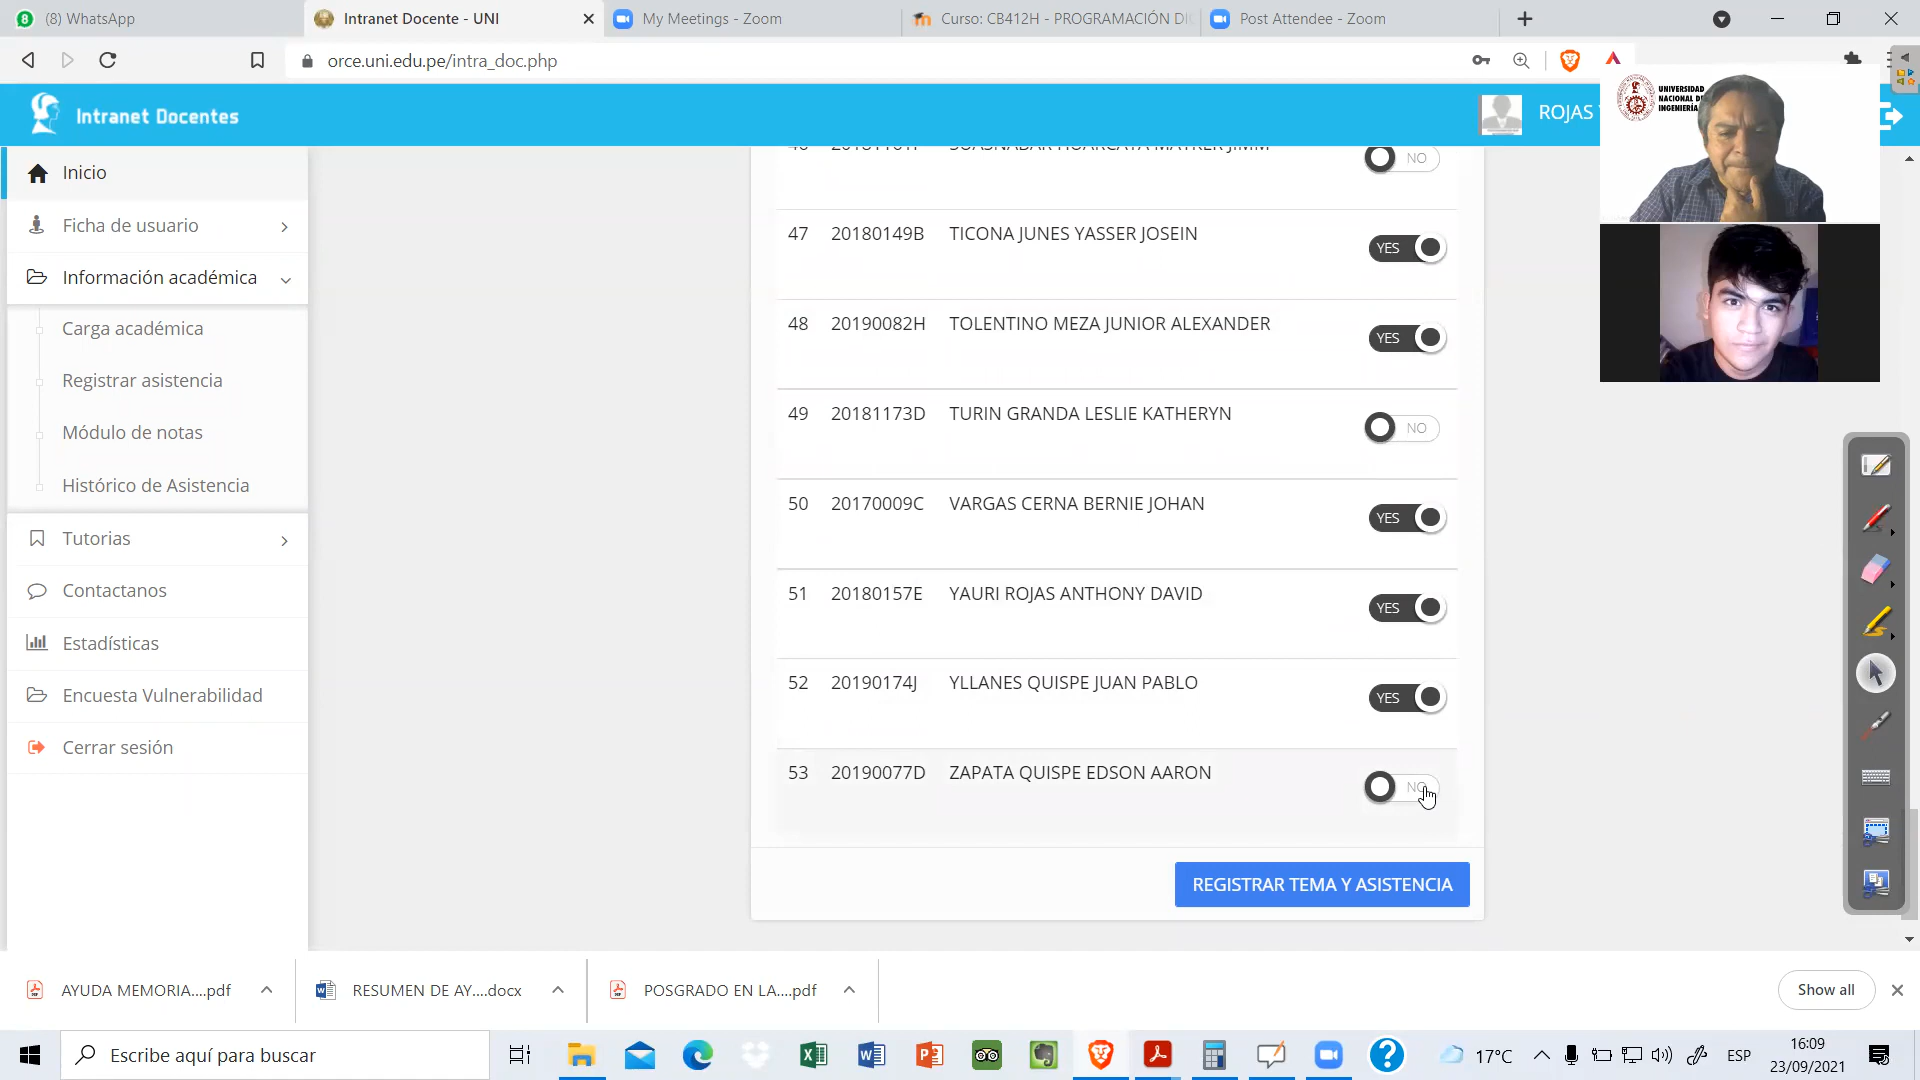 (8) WhatsApp
Intranet Docente - UNI
My Meetings - Zoom
Curso: CB412H - PROGRAMACIÓN DI
Post Attendee - Zoom
orce.uni.edu.pe/intra_doc.php
Intranet Docentes
ROJAS
UNIVERSIDAD
NACIONAL DE
INGENIERÍA
Inicio
Ficha de usuario
Información académica
Carga académica
Registrar asistencia
Módulo de notas
Histórico de Asistencia
Tutorias
Contactanos
Estadísticas
Encuesta Vulnerabilidad
Cerrar sesión
NO
47 20180149B TICONA JUNES YASSER JOSEIN YES
48 20190082H TOLENTINO MEZA JUNIOR ALEXANDER YES
49 20181173D TURIN GRANDA LESLIE KATHERYN NO
50 20170009C VARGAS CERNA BERNIE JOHAN YES
51 20180157E YAURI ROJAS ANTHONY DAVID YES
52 20190174J YLLANES QUISPE JUAN PABLO YES
53 20190077D ZAPATA QUISPE EDSON AARON NO
REGISTRAR TEMA Y ASISTENCIA
AYUDA MEMORIA....pdf
RESUMEN DE AY....docx
POSGRADO EN LA....pdf
Show all
Escribe aquí para buscar
17°C
ESP
16:09
23/09/2021